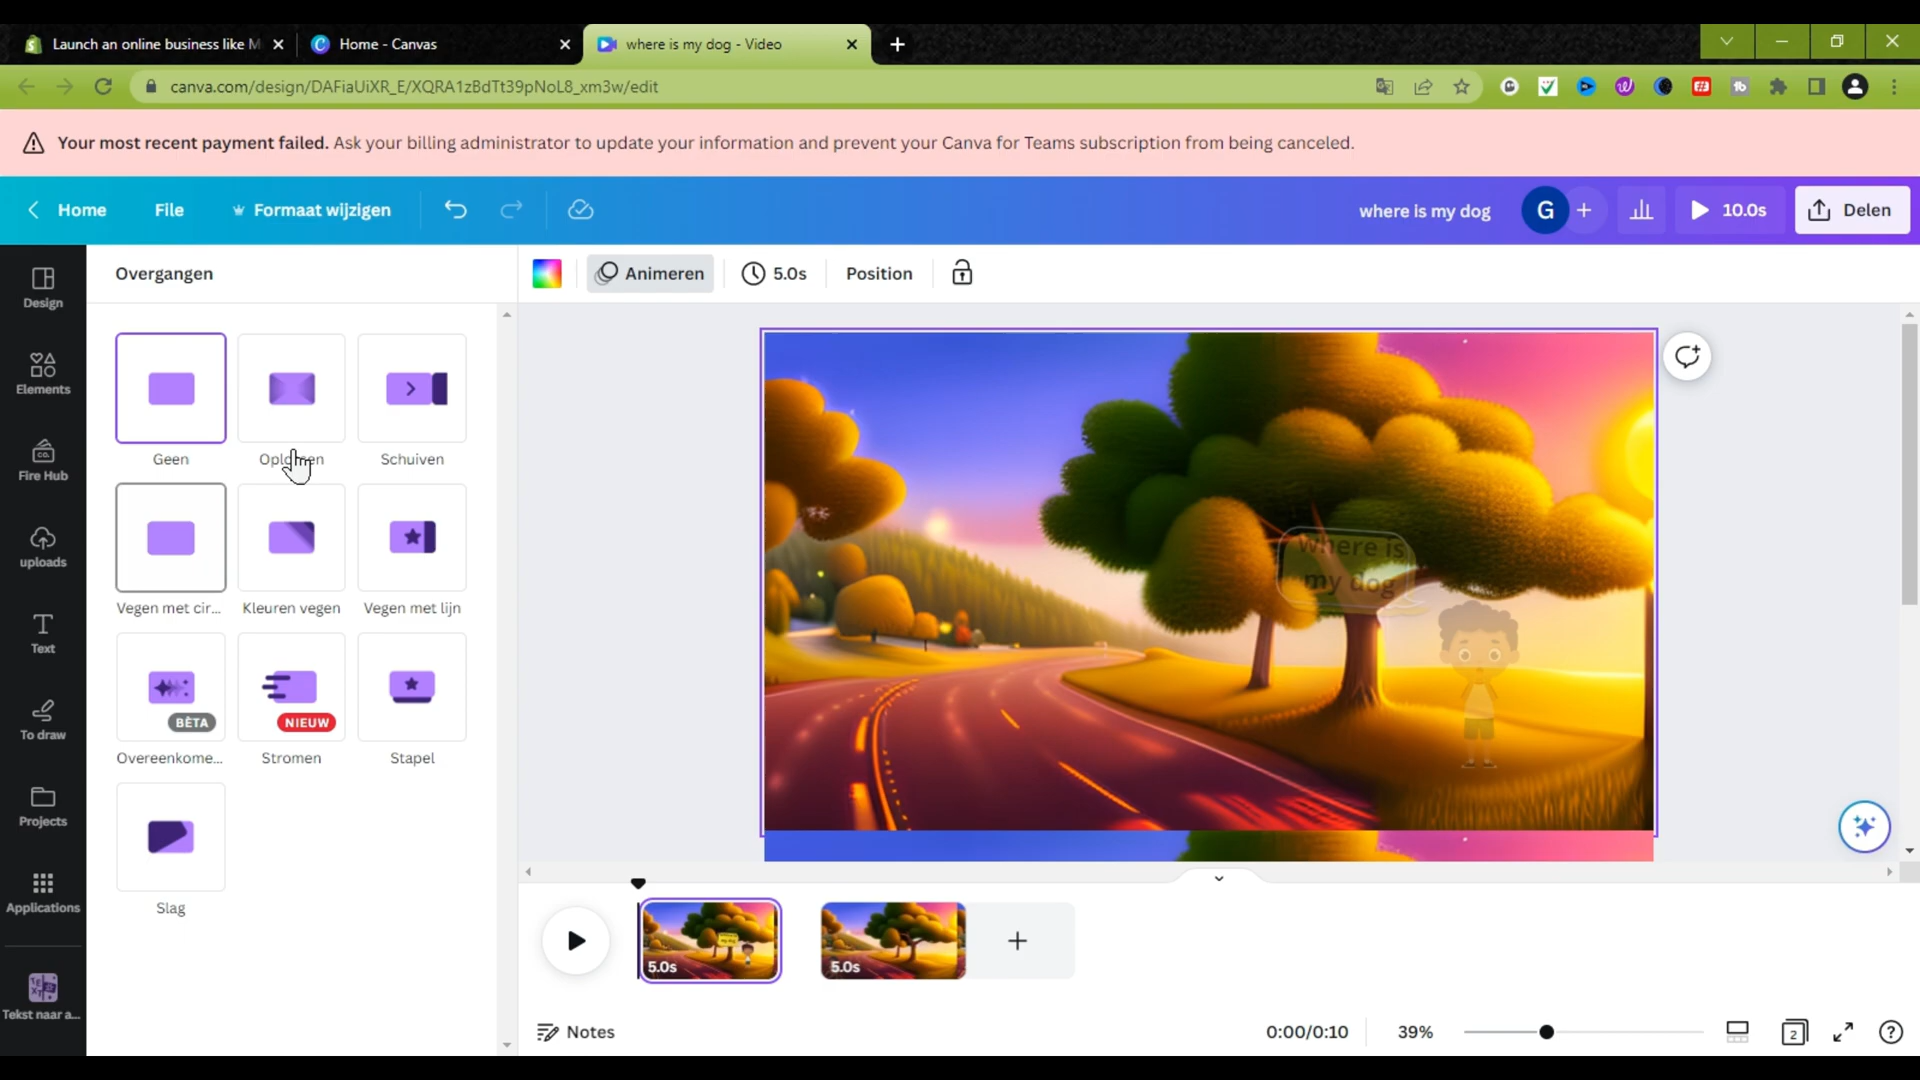 Launch an online business like M
Home - Canvas
where is my dog - Video
canva.com/design/DAFiaUiXR_E/XQRA1zBdTt39pNoL8_xm3w/edit
Your most recent payment failed. Ask your billing administrator to update your information and prevent your Canva for Teams subscription from being canceled.
Home
File
Formaat wijzigen
where is my dog
G
10.0s
Delen
Design
Elements
Fire Hub
uploads
Text
To draw
Projects
Applications
Tekst naar a...
Overgangen
Geen
Schuiven
Vegen met cir...
Kleuren vegen
Vegen met lijn
BÈTA
NIEUW
Overeenkome...
Stromen
Stapel
Slag
Animeren
5.0s
Position
where is
my dog
5.0s
5.0s
Notes
0:00/0:10
39%
2